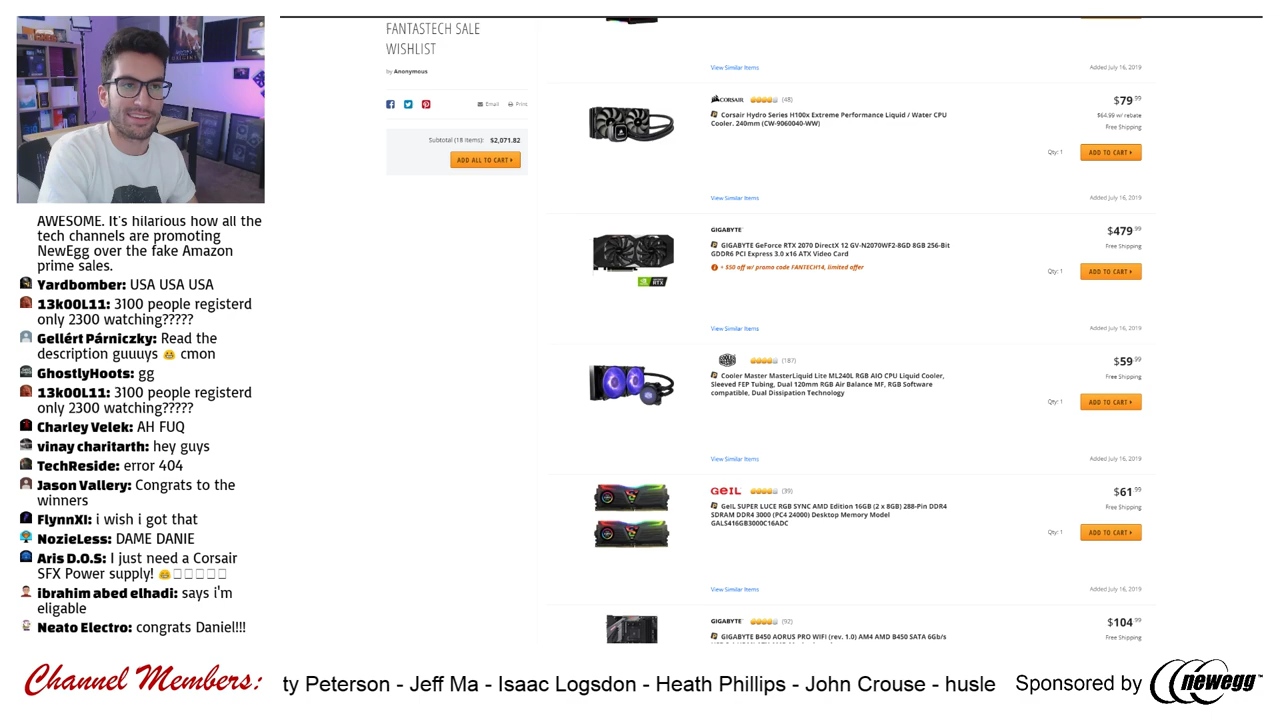 AWESOME. It's hilarious how all the
tech channels are promoting
NewEgg over the fake Amazon
prime sales.
Yardbomber: USA USA USA
13k00L11: 3100 people registerd
only 2300 watching?????
Gellért Párniczky: Read the
description guuuys 😂 cmon
GhostlyHoots: gg
13k00L11: 3100 people registerd
only 2300 watching?????
Charley Velek: AH FUQ
vinay charitarth: hey guys
TechReside: error 404
Jason Vallery: Congrats to the
winners
FlynnXI: i wish i got that
NozieLess: DAME DANIE
Aris D.O.S: I just need a Corsair
SFX Power supply!
ibrahim abed elhadi: says i'm
eligable
Neato Electro: congrats Daniel!!!
FANTASTECH SALE
WISHLIST
by Anonymous
Email Print
Subtotal (18 Items): $2,071.82
ADD ALL TO CART
View Similar Items
Added July 16, 2019
CORSAIR (48)
Corsair Hydro Series H100x Extreme Performance Liquid / Water CPU
Cooler. 240mm (CW-9060040-WW)
$79.99
$64.99 w/ rebate
Free Shipping
Qty: 1
ADD TO CART
View Similar Items
Added July 16, 2019
GIGABYTE
GIGABYTE GeForce RTX 2070 DirectX 12 GV-N2070WF2-8GD 8GB 256-Bit
GDDR6 PCI Express 3.0 x16 ATX Video Card
+ $50 off w/ promo code FANTECH14, limited offer
RTX
$479.99
Free Shipping
Qty: 1
ADD TO CART
View Similar Items
Added July 16, 2019
(187)
Cooler Master MasterLiquid Lite ML240L RGB AIO CPU Liquid Cooler,
Sleeved FEP Tubing, Dual 120mm RGB Air Balance MF, RGB Software
compatible, Dual Dissipation Technology
$59.99
Free Shipping
Qty: 1
ADD TO CART
View Similar Items
Added July 16, 2019
GEIL (39)
GeIL SUPER LUCE RGB SYNC AMD Edition 16GB (2 x 8GB) 288-Pin DDR4
SDRAM DDR4 3000 (PC4 24000) Desktop Memory Model
GALS416GB3000C16ADC
$61.99
Free Shipping
Qty: 1
ADD TO CART
View Similar Items
Added July 16, 2019
GIGABYTE (92)
GIGABYTE B450 AORUS PRO WIFI (rev. 1.0) AM4 AMD B450 SATA 6Gb/s
$104.99
Free Shipping
Channel Members: ty Peterson - Jeff Ma - Isaac Logsdon - Heath Phillips - John Crouse - husle
Sponsored by newegg